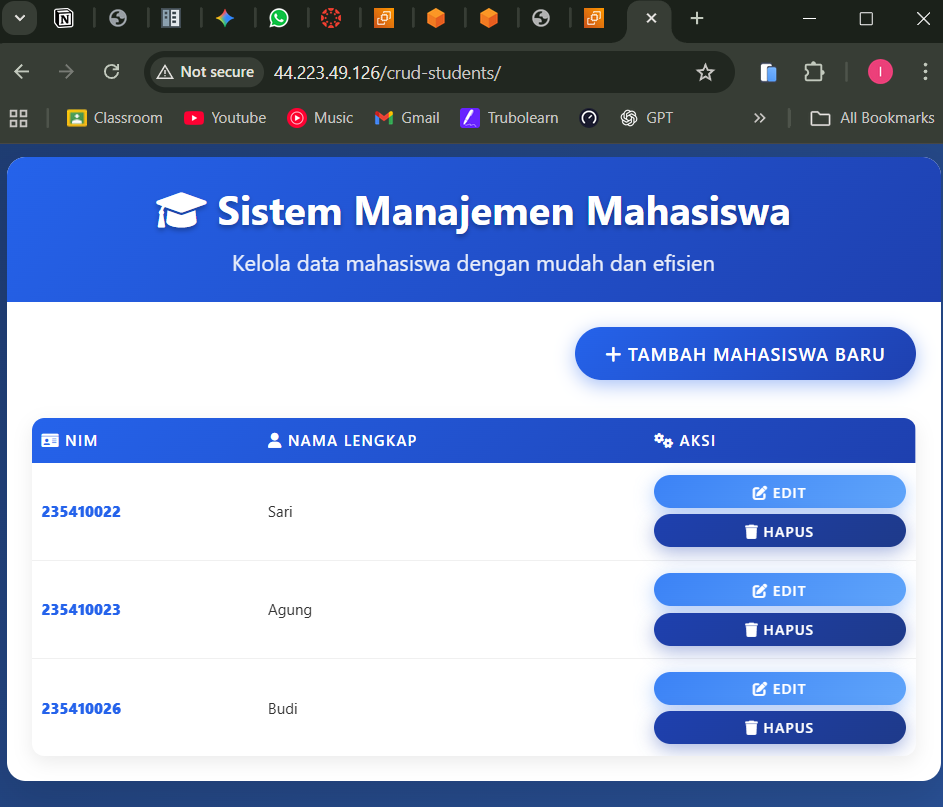 Not secure 44.223.49.126/crud-students/
I
Classroom Youtube Music Gmail Trubolearn GPT » All Bookmarks
Sistem Manajemen Mahasiswa
Kelola data mahasiswa dengan mudah dan efisien
+ TAMBAH MAHASISWA BARU
NIM NAMA LENGKAP AKSI
235410022 Sari EDIT
HAPUS
235410023 Agung EDIT
HAPUS
235410026 Budi EDIT
HAPUS